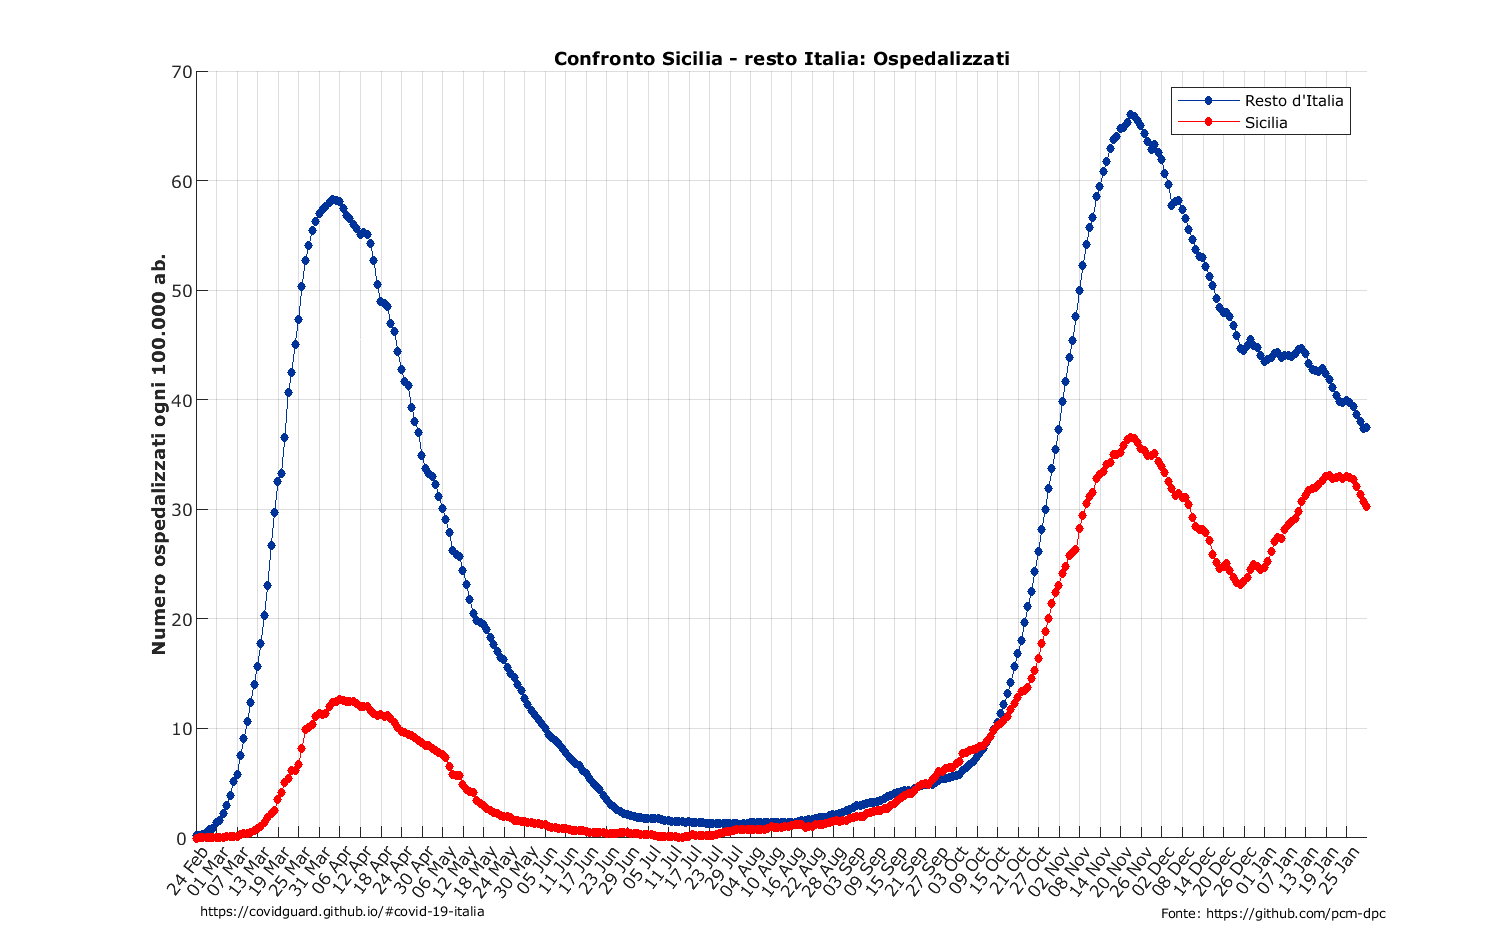 Confronto Sicilia - resto Italia: Ospedalizzati
Resto d'Italia
Sicilia
Numero ospedalizzati ogni 100.000 ab.
70
60
50
40
30
20
10
0
24 Feb
01 Mar
07 Mar
13 Mar
19 Mar
25 Mar
31 Mar
06 Apr
12 Apr
18 Apr
24 Apr
30 Apr
06 May
12 May
18 May
24 May
30 May
05 Jun
11 Jun
17 Jun
23 Jun
29 Jun
05 Jul
11 Jul
17 Jul
23 Jul
29 Jul
04 Aug
10 Aug
16 Aug
22 Aug
28 Aug
03 Sep
09 Sep
15 Sep
21 Sep
27 Sep
03 Oct
09 Oct
15 Oct
21 Oct
27 Oct
02 Nov
08 Nov
14 Nov
20 Nov
26 Nov
02 Dec
08 Dec
14 Dec
20 Dec
26 Dec
01 Jan
07 Jan
13 Jan
19 Jan
25 Jan
https://covidguard.github.io/#covid-19-italia
Fonte: https://github.com/pcm-dpc